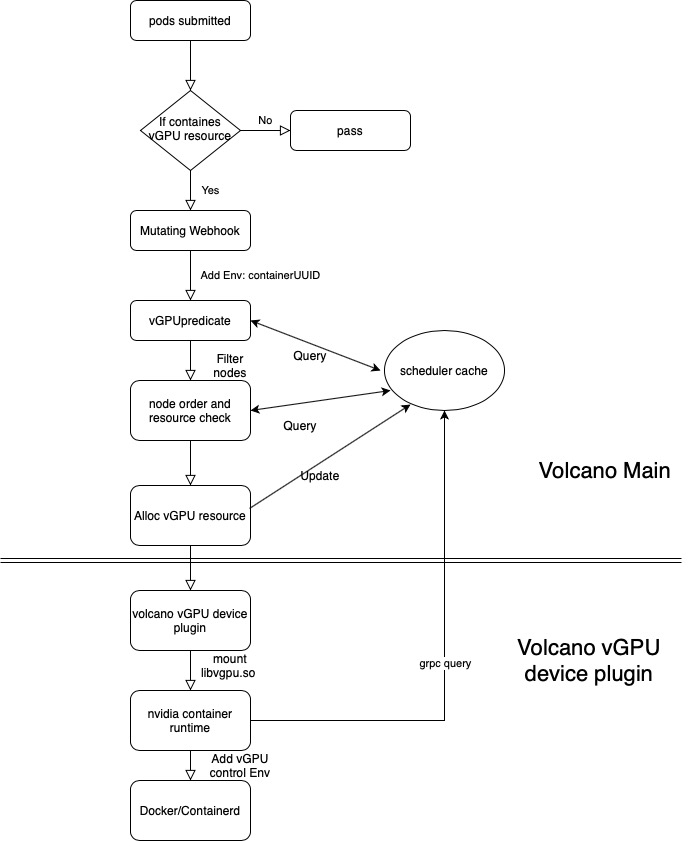 pods submitted
If containes
vGPU resource
No
pass
Yes
Mutating Webhook
Add Env: containerUUID
vGPUpredicate
Query
Filter
nodes
scheduler cache
node order and
resource check
Query
Update
Volcano Main
Alloc vGPU resource
volcano vGPU device
plugin
Volcano vGPU
device plugin
mount
libvgpu.so
grpc query
nvidia container
runtime
Add vGPU
control Env
Docker/Containerd